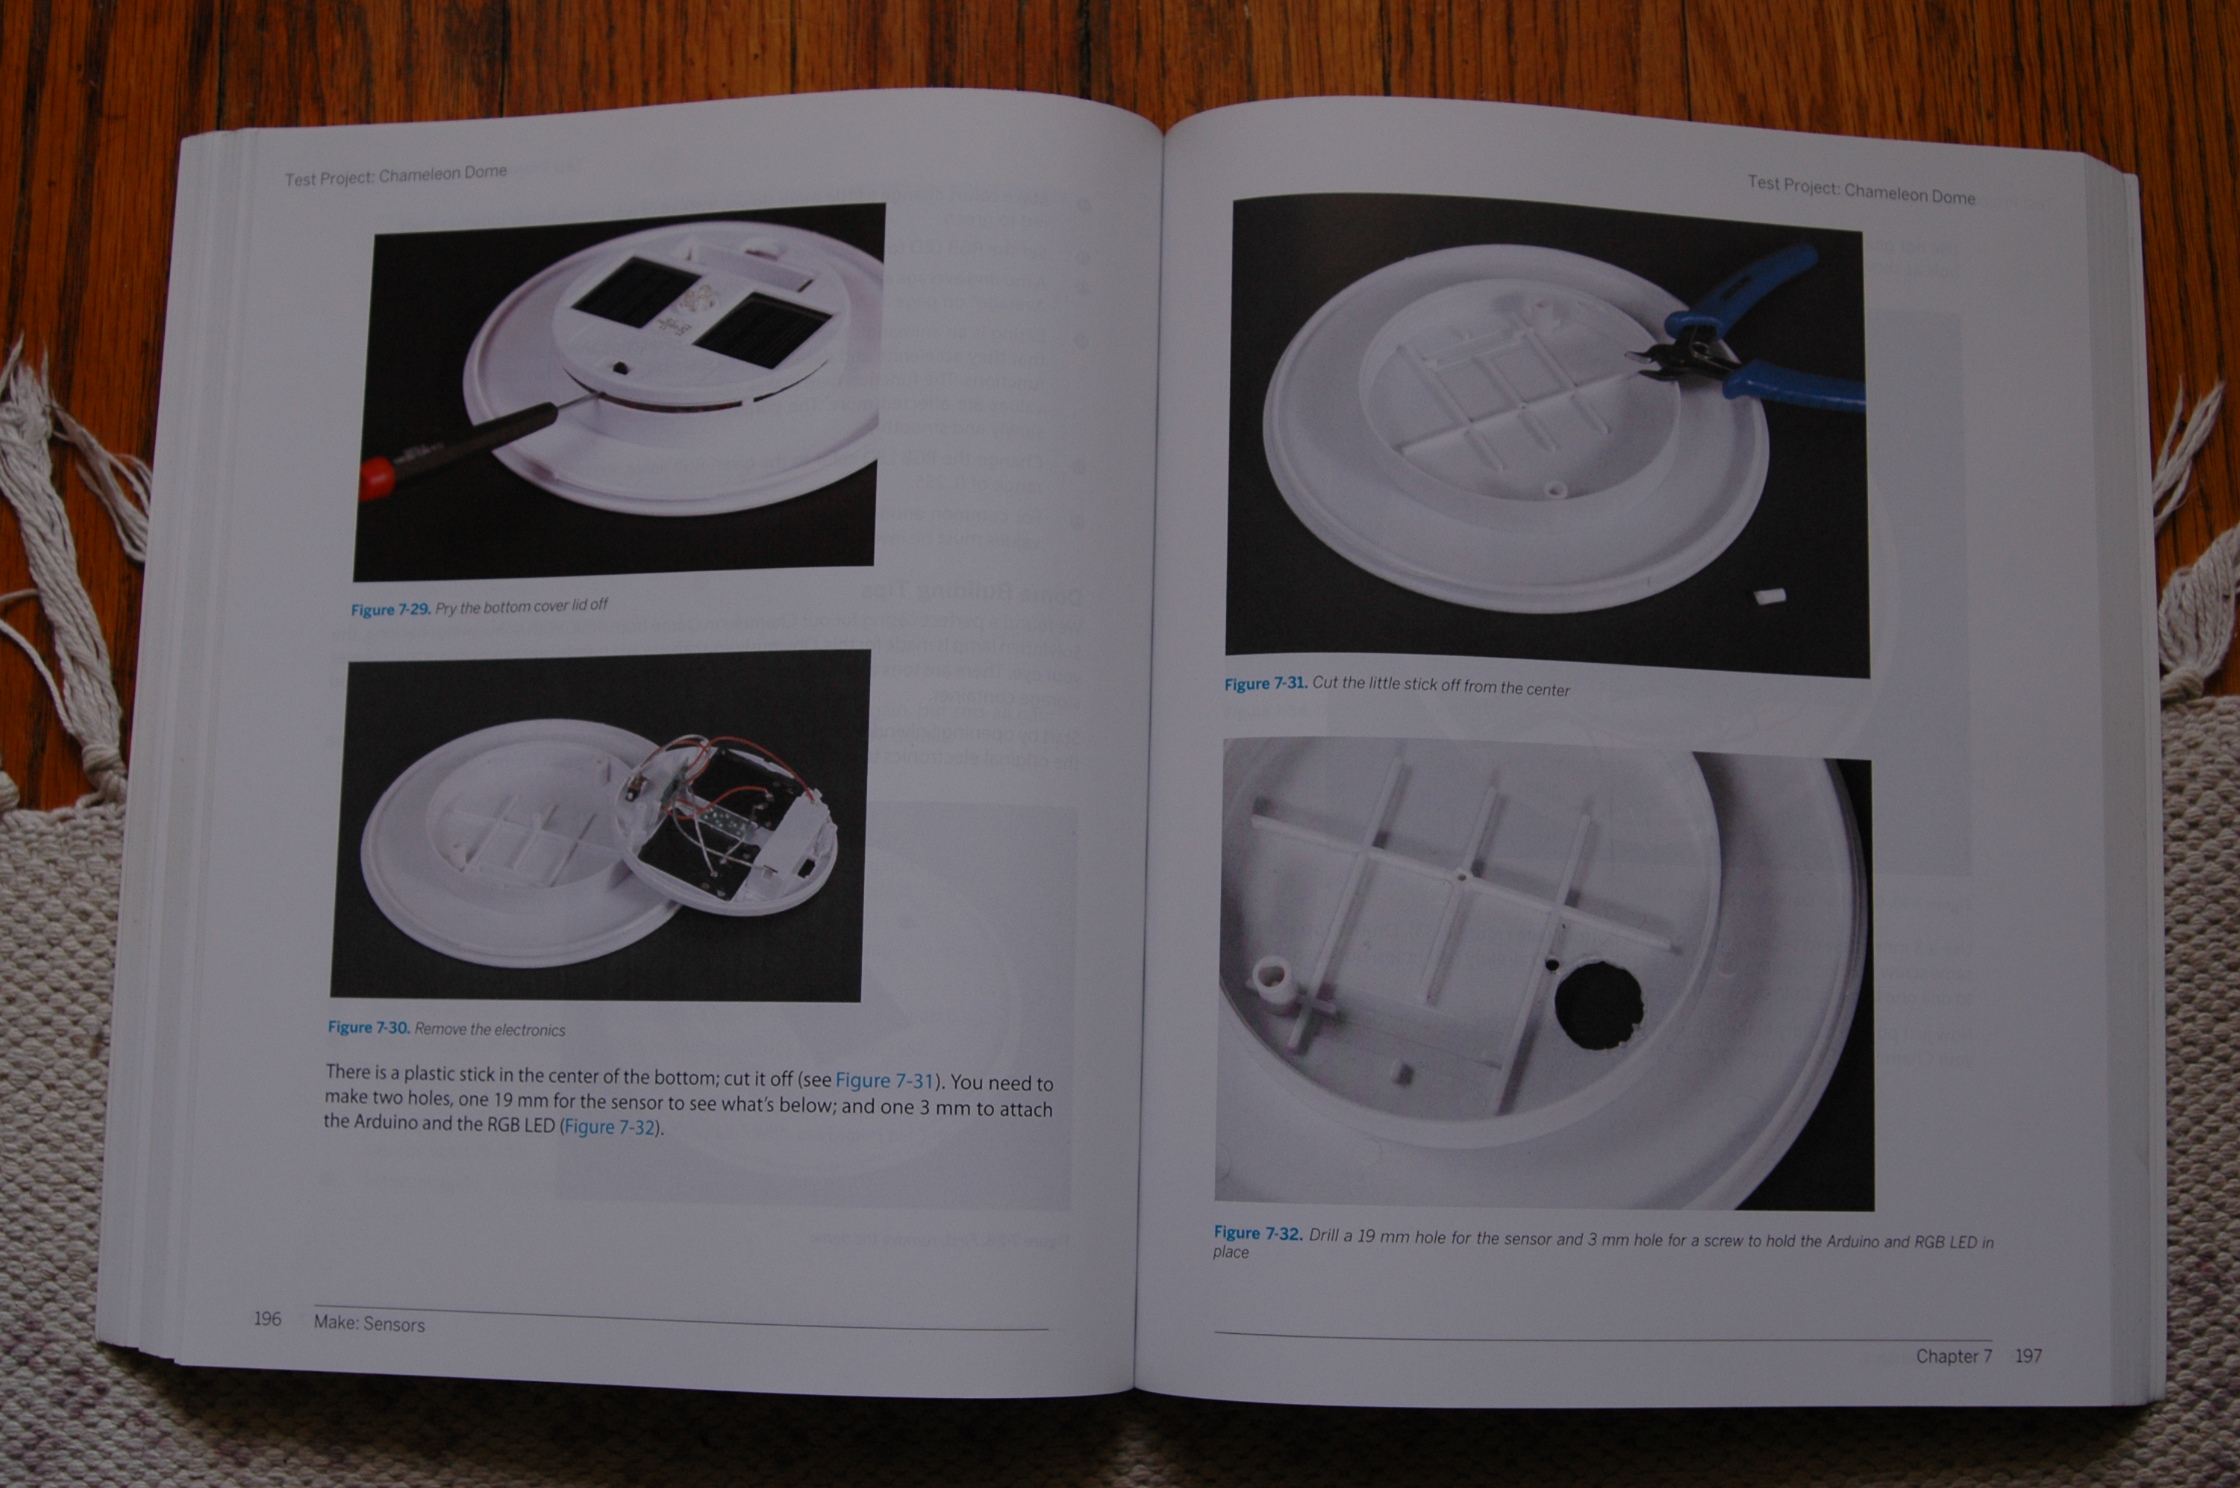 Test Project: Chameleon Dome
Figure 7-29. Pry the bottom cover lid off
Figure 7-30. Remove the electronics
There is a plastic stick in the center of the bottom; cut it off (see Figure 7-31). You need to
make two holes, one 19 mm for the sensor to see what's below; and one 3 mm to attach
the Arduino and the RGB LED (Figure 7-32).
196 Make: Sensors
Test Project: Chameleon Dome
Figure 7-31. Cut the little stick off from the center
Figure 7-32. Drill a 19 mm hole for the sensor and 3 mm hole for a screw to hold the Arduino and RGB LED in
place
Chapter 7 197